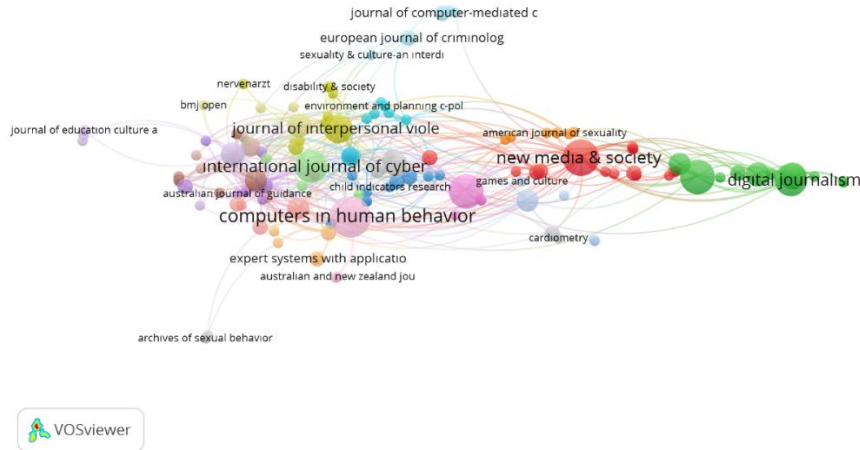 journal of computer-mediated c
european journal of criminolog
sexuality & culture-an interdi
nervenarzt
disability & society
bmj open
environment and planning c-pol
journal of education culture a
journal of interpersonal viole
american journal of sexuality
new media & society
international journal of cyber
child indicators research
games and culture
digital journalism
australian journal of guidance
computers in human behavior
cardiometry
expert systems with applicatio
australian and new zealand jou
archives of sexual behavior
VOSviewer